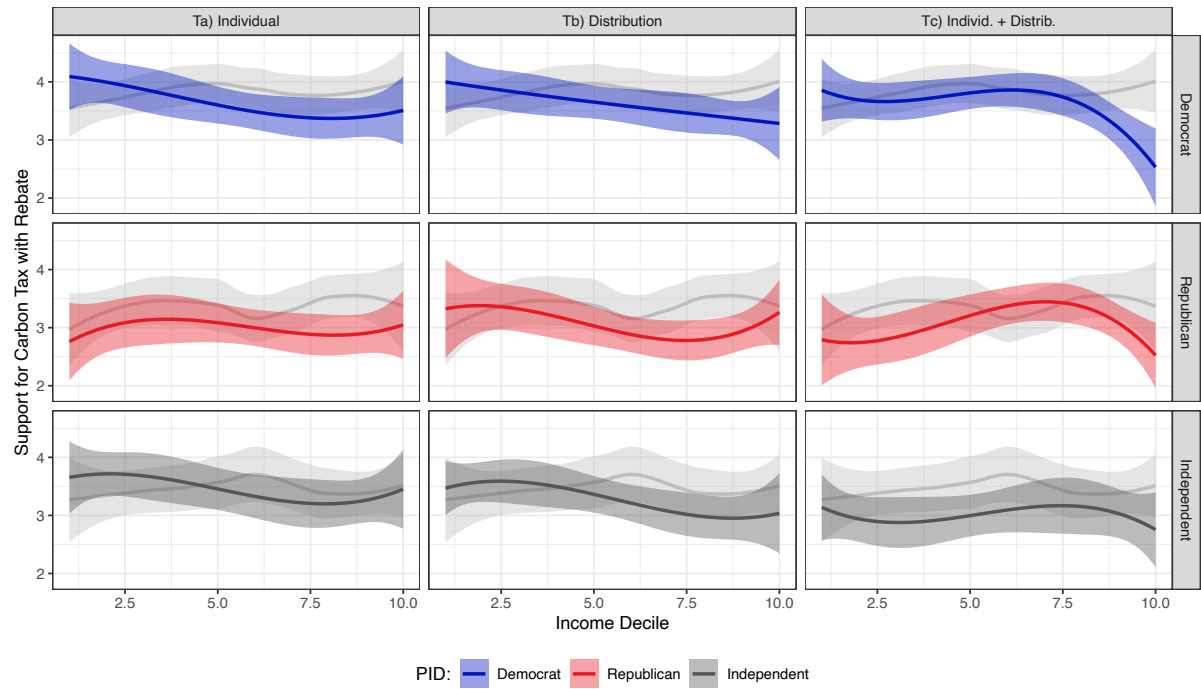 Ta) Individual
Tb) Distribution
Tc) Individ. + Distrib.
Support for Carbon Tax with Rebate
4
3
2
Democrat
4
3
2
Republican
4
3
2
Independent
2.5 5.0 7.5 10.0 2.5 5.0 7.5 10.0 2.5 5.0 7.5 10.0
Income Decile
PID: Democrat Republican Independent